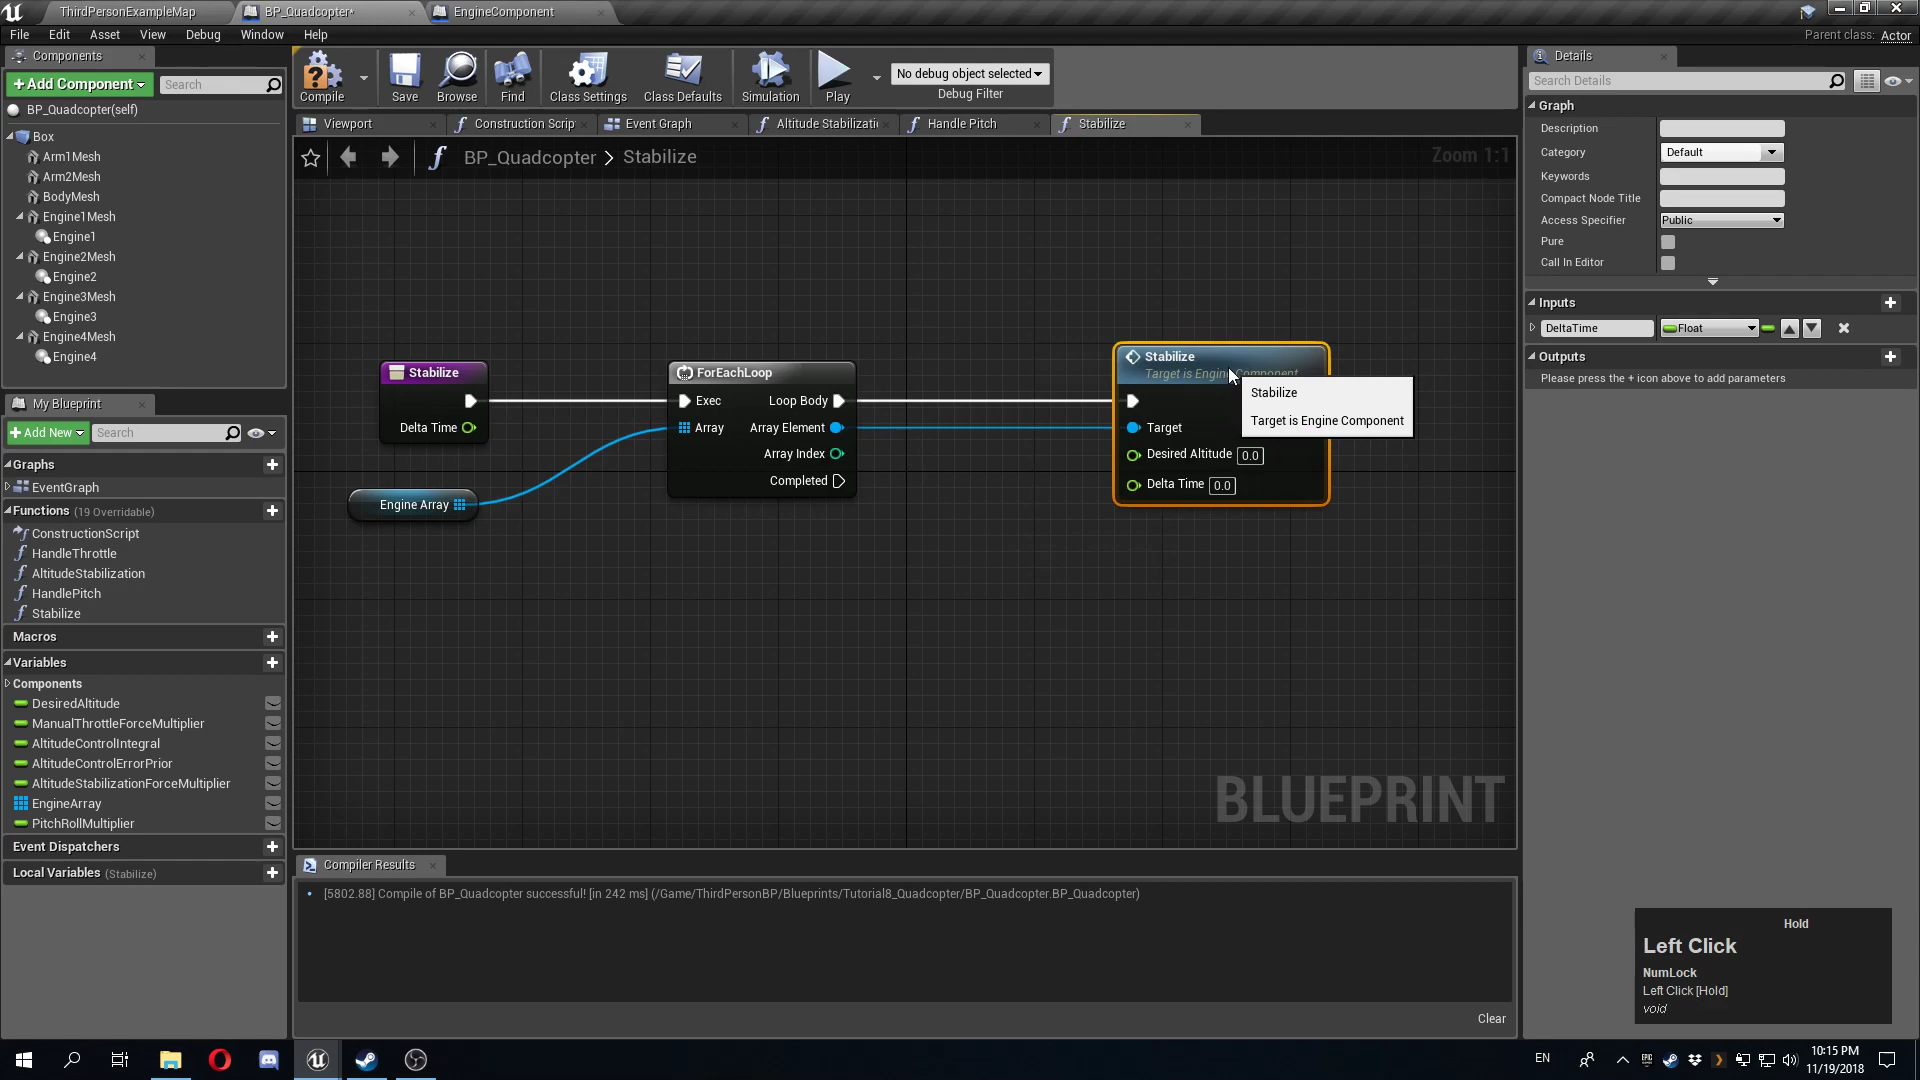 ThirdPersonExampleMap
BP_Quadcopter*
EngineComponent
File Edit Asset View Debug Window Help
Parent class: Actor
Components
+Add Component
Search
BP_Quadcopter(self)
Box
Arm1Mesh
Arm2Mesh
BodyMesh
Engine1Mesh
Engine1
Engine2Mesh
Engine2
Engine3Mesh
Engine3
Engine4Mesh
Engine4
My Blueprint
+Add New
Search
Graphs
EventGraph
Functions (19 Overridable)
ConstructionScript
HandleThrottle
AltitudeStabilization
HandlePitch
Stabilize
Macros
Variables
Components
DesiredAltitude
ManualThrottleForceMultiplier
AltitudeControlIntegral
AltitudeControlErrorPrior
AltitudeStabilizationForceMultiplier
EngineArray
PitchRollMultiplier
Event Dispatchers
Local Variables (Stabilize)
Compile
Save
Browse
Find
Class Settings
Class Defaults
Simulation
Play
No debug object selected
Debug Filter
Viewport
Construction Scrip
Event Graph
Altitude Stabilizati
Handle Pitch
Stabilize
BP_Quadcopter > Stabilize
Zoom 1:1
Stabilize
Delta Time
Engine Array
ForEachLoop
Exec Loop Body
Array Array Element
Array Index
Completed
Stabilize
Target is Engine Component
Target
Desired Altitude 0.0
Delta Time 0.0
Stabilize
Target is Engine Component
BLUEPRINT
Compiler Results
[5802.88] Compile of BP_Quadcopter successful! [in 242 ms] (/Game/ThirdPersonBP/Blueprints/Tutorial8_Quadcopter/BP_Quadcopter.BP_Quadcopter)
Clear
Details
Search Details
Graph
Description
Category Default
Keywords
Compact Node Title
Access Specifier Public
Pure
Call In Editor
Inputs
DeltaTime Float
Outputs
Please press the + icon above to add parameters
Hold
Left Click
NumLock
Left Click [Hold]
void
EN
10:15 PM
11/19/2018